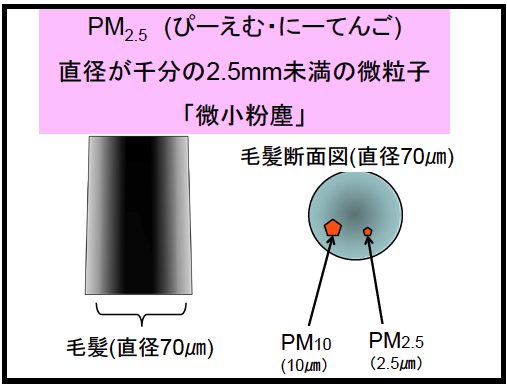 PM2.5 (ぴーえむ・にーてんご)
直径が千分の2.5mm未満の微粒子
「微小粉塵」
毛髪断面図(直径70㎛)
毛髪(直径70㎛)
PM10
(10㎛)
PM2.5
(2.5㎛)